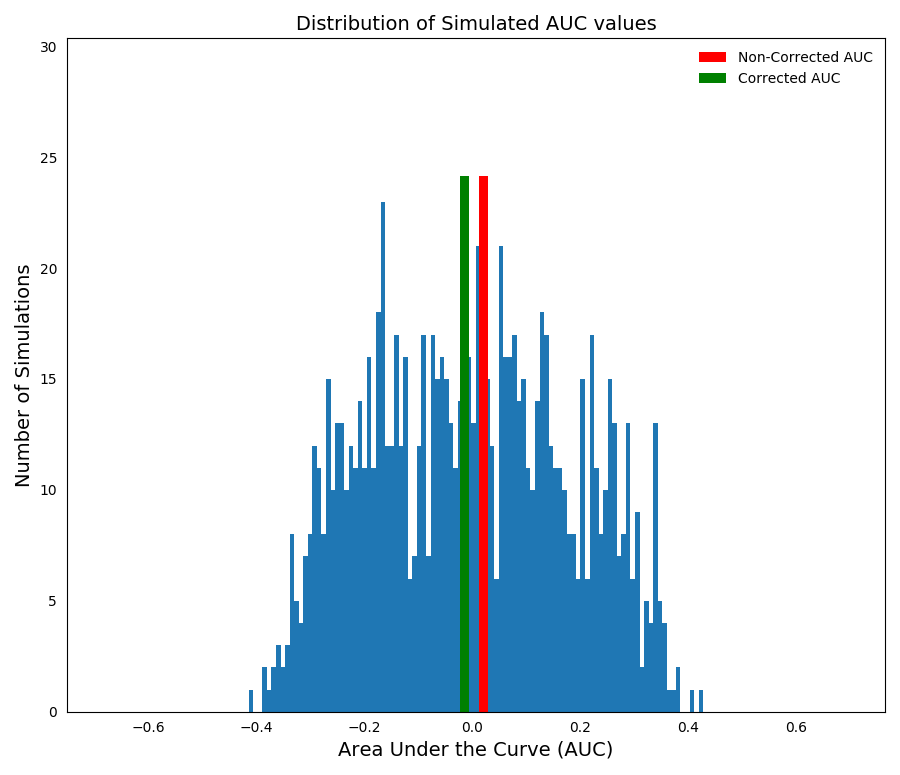 Distribution of Simulated AUC values
Non-Corrected AUC
Corrected AUC
Number of Simulations
30
25
20
15
10
5
0
−0.6 −0.4 −0.2 0.0 0.2 0.4 0.6
Area Under the Curve (AUC)